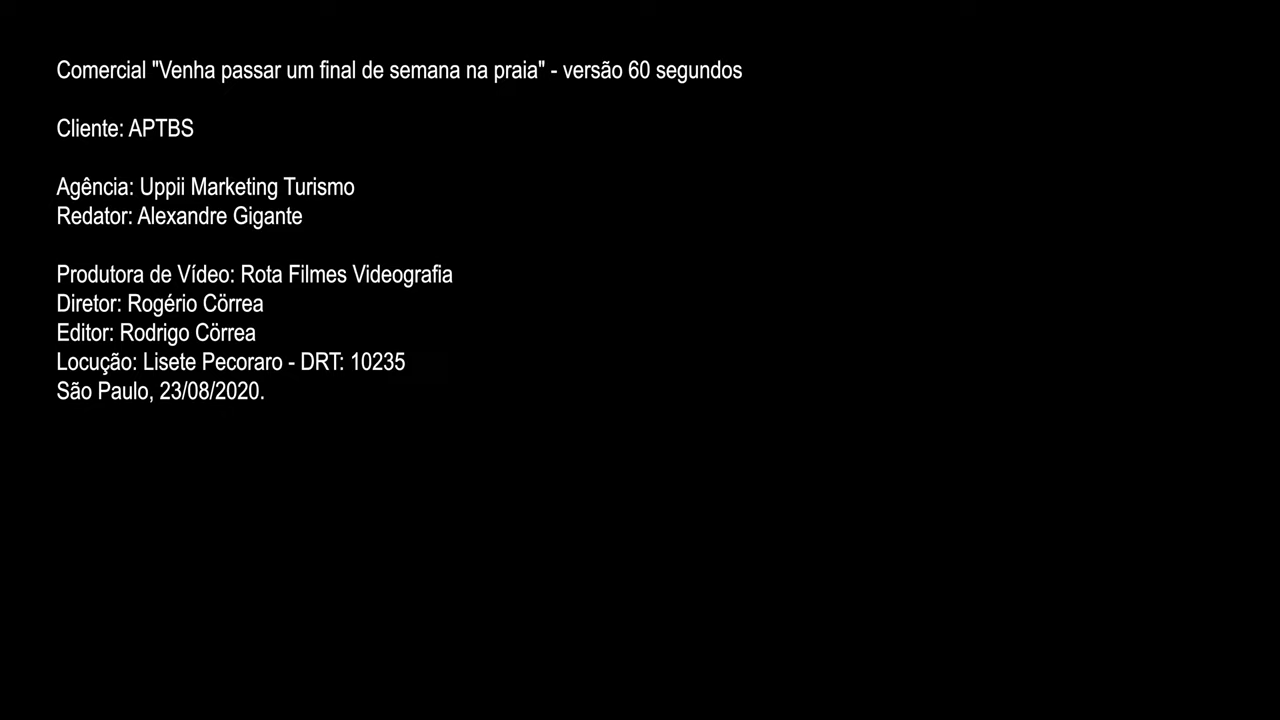 Comercial "Venha passar um final de semana na praia" - versão 60 segundos
Cliente: APTBS
Agência: Uppii Marketing Turismo
Redator: Alexandre Gigante
Produtora de Vídeo: Rota Filmes Videografia
Diretor: Rogério Cörrea
Editor: Rodrigo Cörrea
Locução: Lisete Pecoraro - DRT: 10235
São Paulo, 23/08/2020.